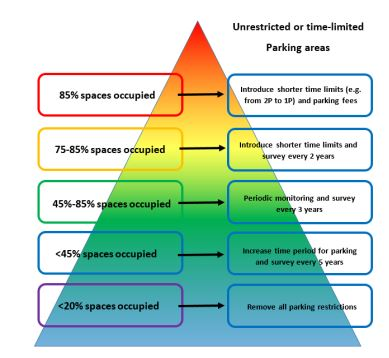 Unrestricted or time-limited
Parking areas
85% spaces occupied
Introduce shorter time limits (e.g.
from 2P to 1P) and parking fees
75-85% spaces occupied
Introduce shorter time limits and
survey every 2 years
45%-85% spaces occupied
Periodic monitoring and survey
every 3 years
<45% spaces occupied
Increase time period for parking
and survey every 5 years
<20% spaces occupied
Remove all parking restrictions